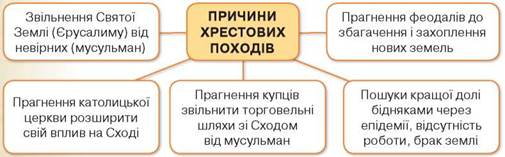 ПРИЧИНИ
ХРЕСТОВИХ
ПОХОДІВ
Звільнення Святої
Землі (Єрусалиму) від
невірних (мусульман)
Прагнення феодалів до
збагачення і захоплення
нових земель
Прагнення католицької
церкви розширити
свій вплив на Сході
Прагнення купців
звільнити торговельні
шляхи зі Сходом
від мусульман
Пошуки кращої долі
бідняками через
епідемії, відсутність
роботи, брак землі